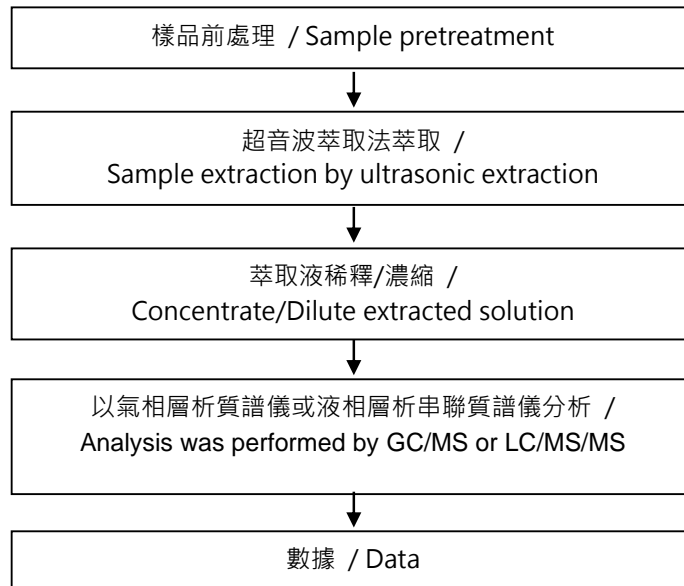 樣品前處理 / Sample pretreatment
超音波萃取法萃取 /
Sample extraction by ultrasonic extraction
萃取液稀釋/濃縮 /
Concentrate/Dilute extracted solution
以氣相層析質譜儀或液相層析串聯質譜儀分析 /
Analysis was performed by GC/MS or LC/MS/MS
數據 / Data